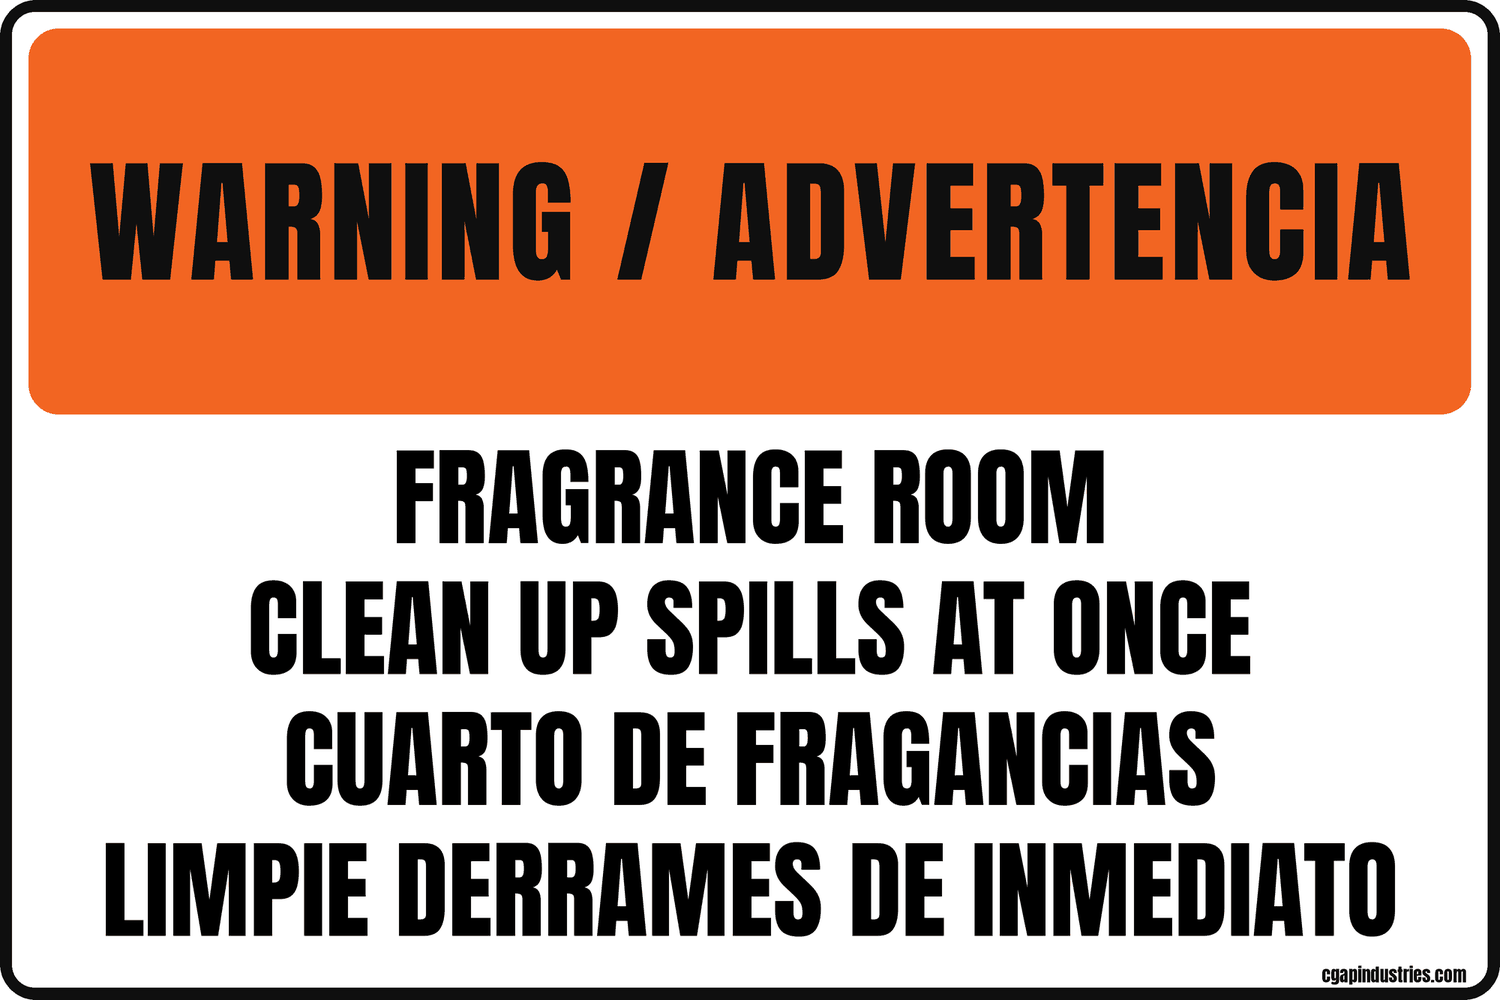 WARNING / ADVERTENCIA
FRAGRANCE ROOM
CLEAN UP SPILLS AT ONCE
CUARTO DE FRAGANCIAS
LIMPIE DERRAMES DE INMEDIATO
cgapindustries.com